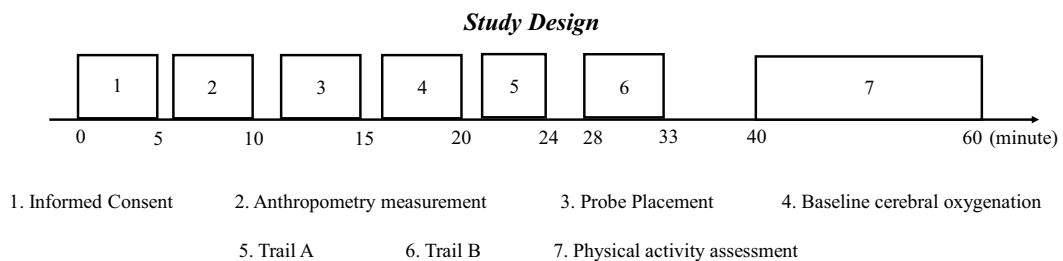 Study Design
1 2 3 4 5 6 7
0 5 10 15 20 24 28 33 40 60 (minute)
1. Informed Consent 2. Anthropometry measurement 3. Probe Placement 4. Baseline cerebral oxygenation
5. Trail A 6. Trail B 7. Physical activity assessment